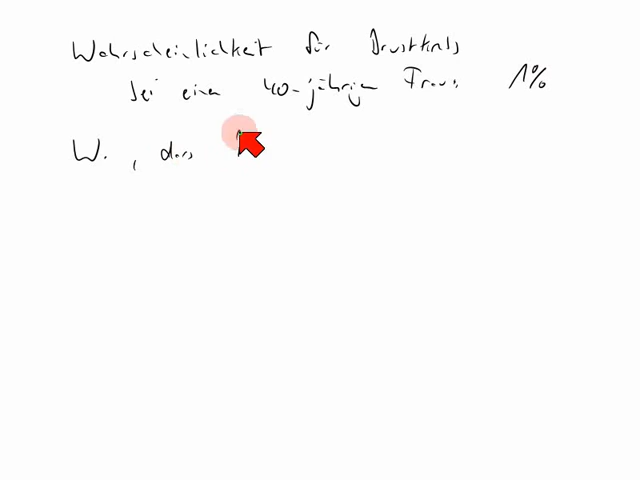 Wahrscheinlichkeit für Brustkrebs
bei einer 40-jährigen Frau: 1%
W. , dass